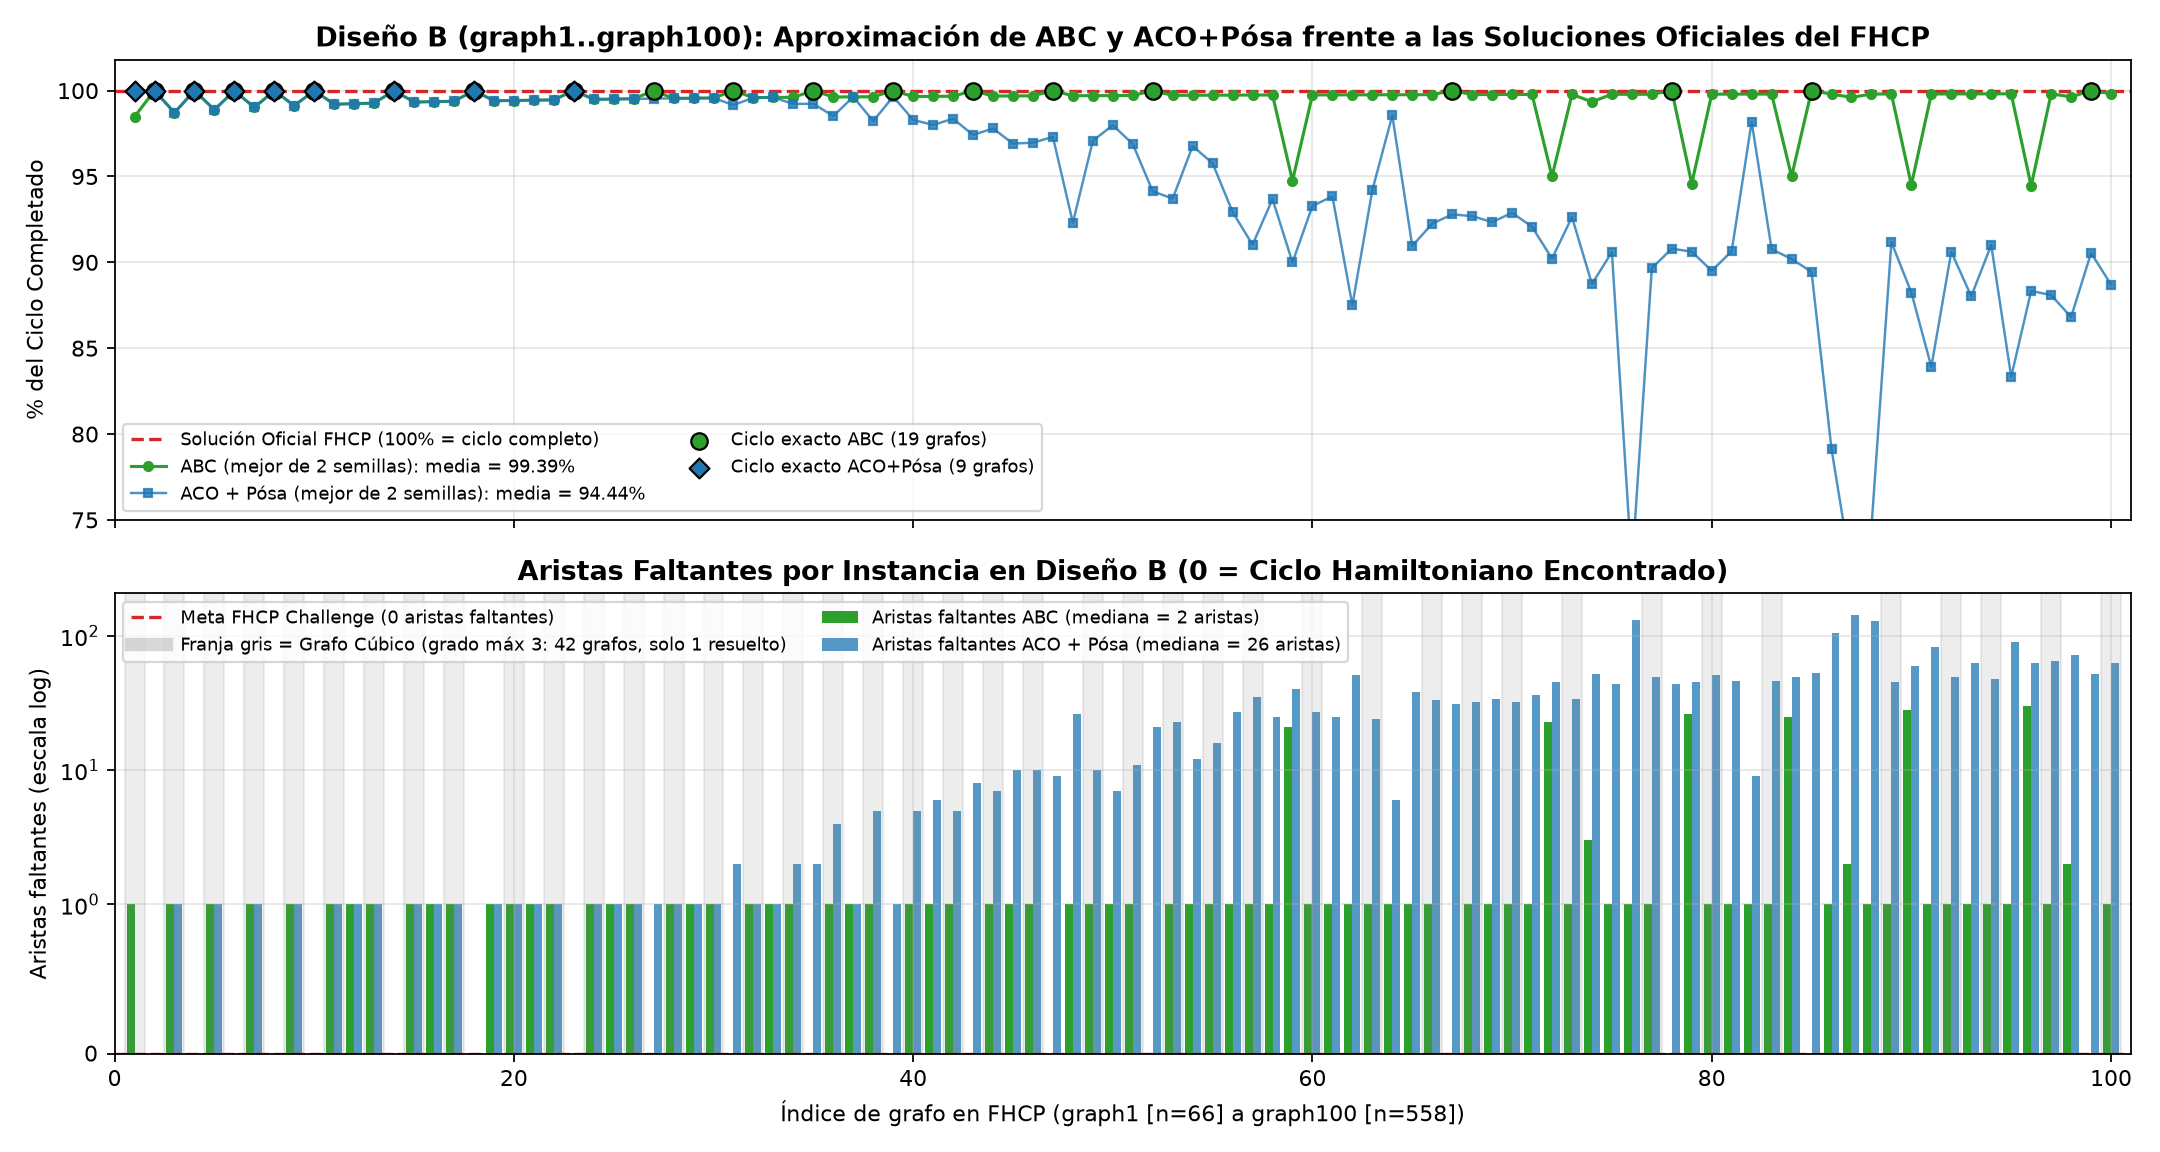 Diseño B (graph1..graph100): Aproximación de ABC y ACO+Pósa frente a las Soluciones Oficiales del FHCP
% del Ciclo Completado
100
95
90
85
80
75
Solución Oficial FHCP (100% = ciclo completo)
ABC (mejor de 2 semillas): media = 99.39%
ACO + Pósa (mejor de 2 semillas): media = 94.44%
Ciclo exacto ABC (19 grafos)
Ciclo exacto ACO+Pósa (9 grafos)
Aristas Faltantes por Instancia en Diseño B (0 = Ciclo Hamiltoniano Encontrado)
Aristas faltantes (escala log)
10²
10¹
10⁰
0
Meta FHCP Challenge (0 aristas faltantes)
Franja gris = Grafo Cúbico (grado máx 3: 42 grafos, solo 1 resuelto)
Aristas faltantes ABC (mediana = 2 aristas)
Aristas faltantes ACO + Pósa (mediana = 26 aristas)
0 20 40 60 80 100
Índice de grafo en FHCP (graph1 [n=66] a graph100 [n=558])